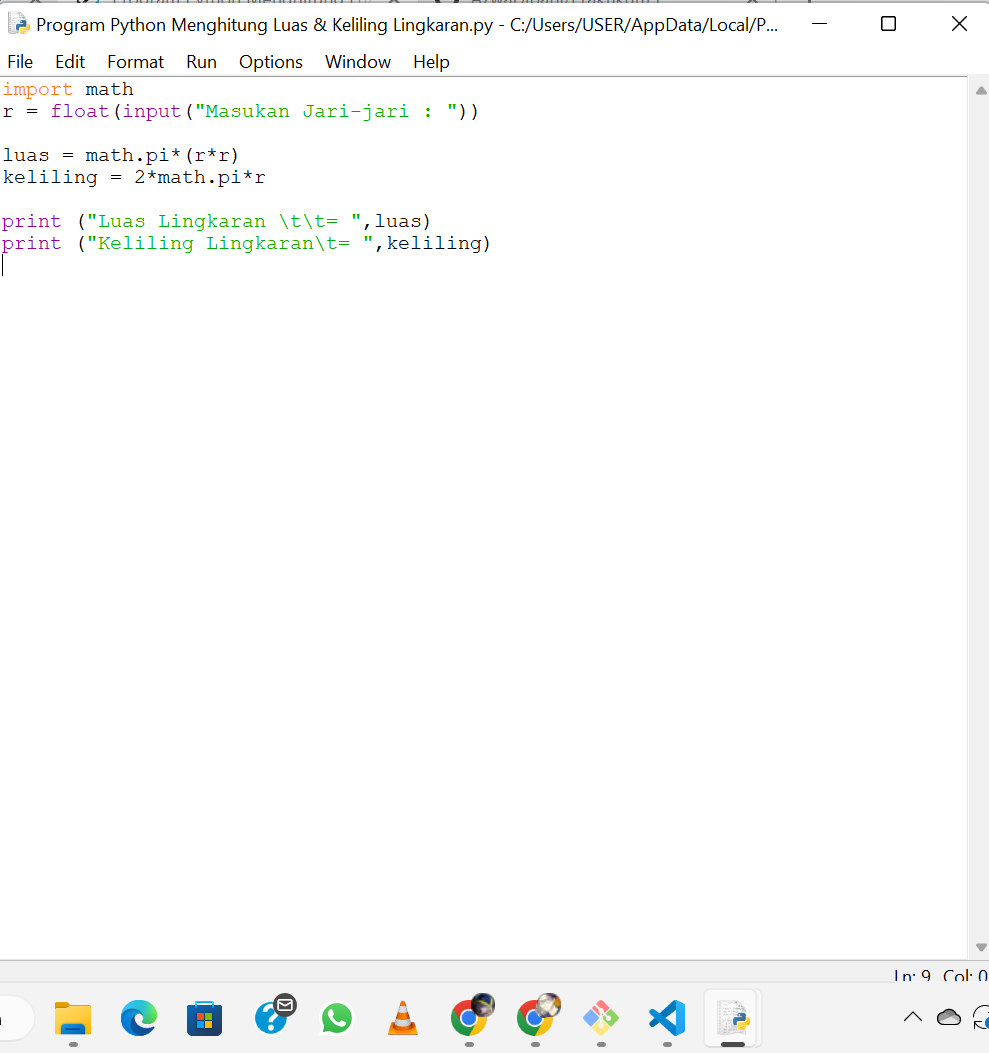 Program Python Menghitung Luas & Keliling Lingkaran.py - C:/Users/USER/AppData/Local/P...
File Edit Format Run Options Window Help
import math
r = float(input("Masukan Jari-jari : "))
luas = math.pi*(r*r)
keliling = 2*math.pi*r
print ("Luas Lingkaran \t\t= ",luas)
print ("Keliling Lingkaran\t= ",keliling)
Ln: 9 Col: 0